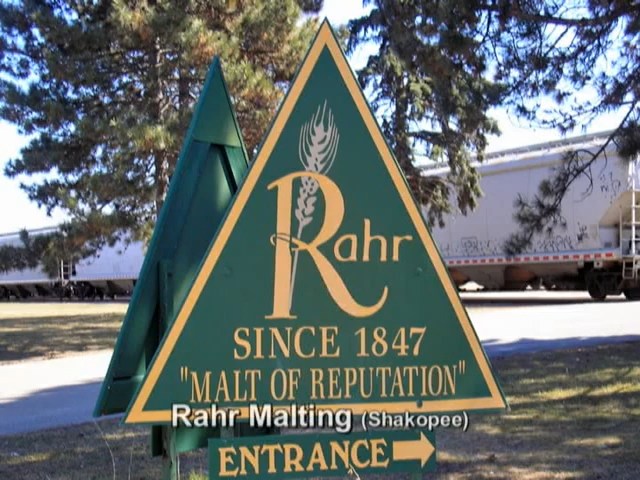 Rahr
SINCE 1847
"MALT OF REPUTATION"
Rahr Malting (Shakopee)
ENTRANCE